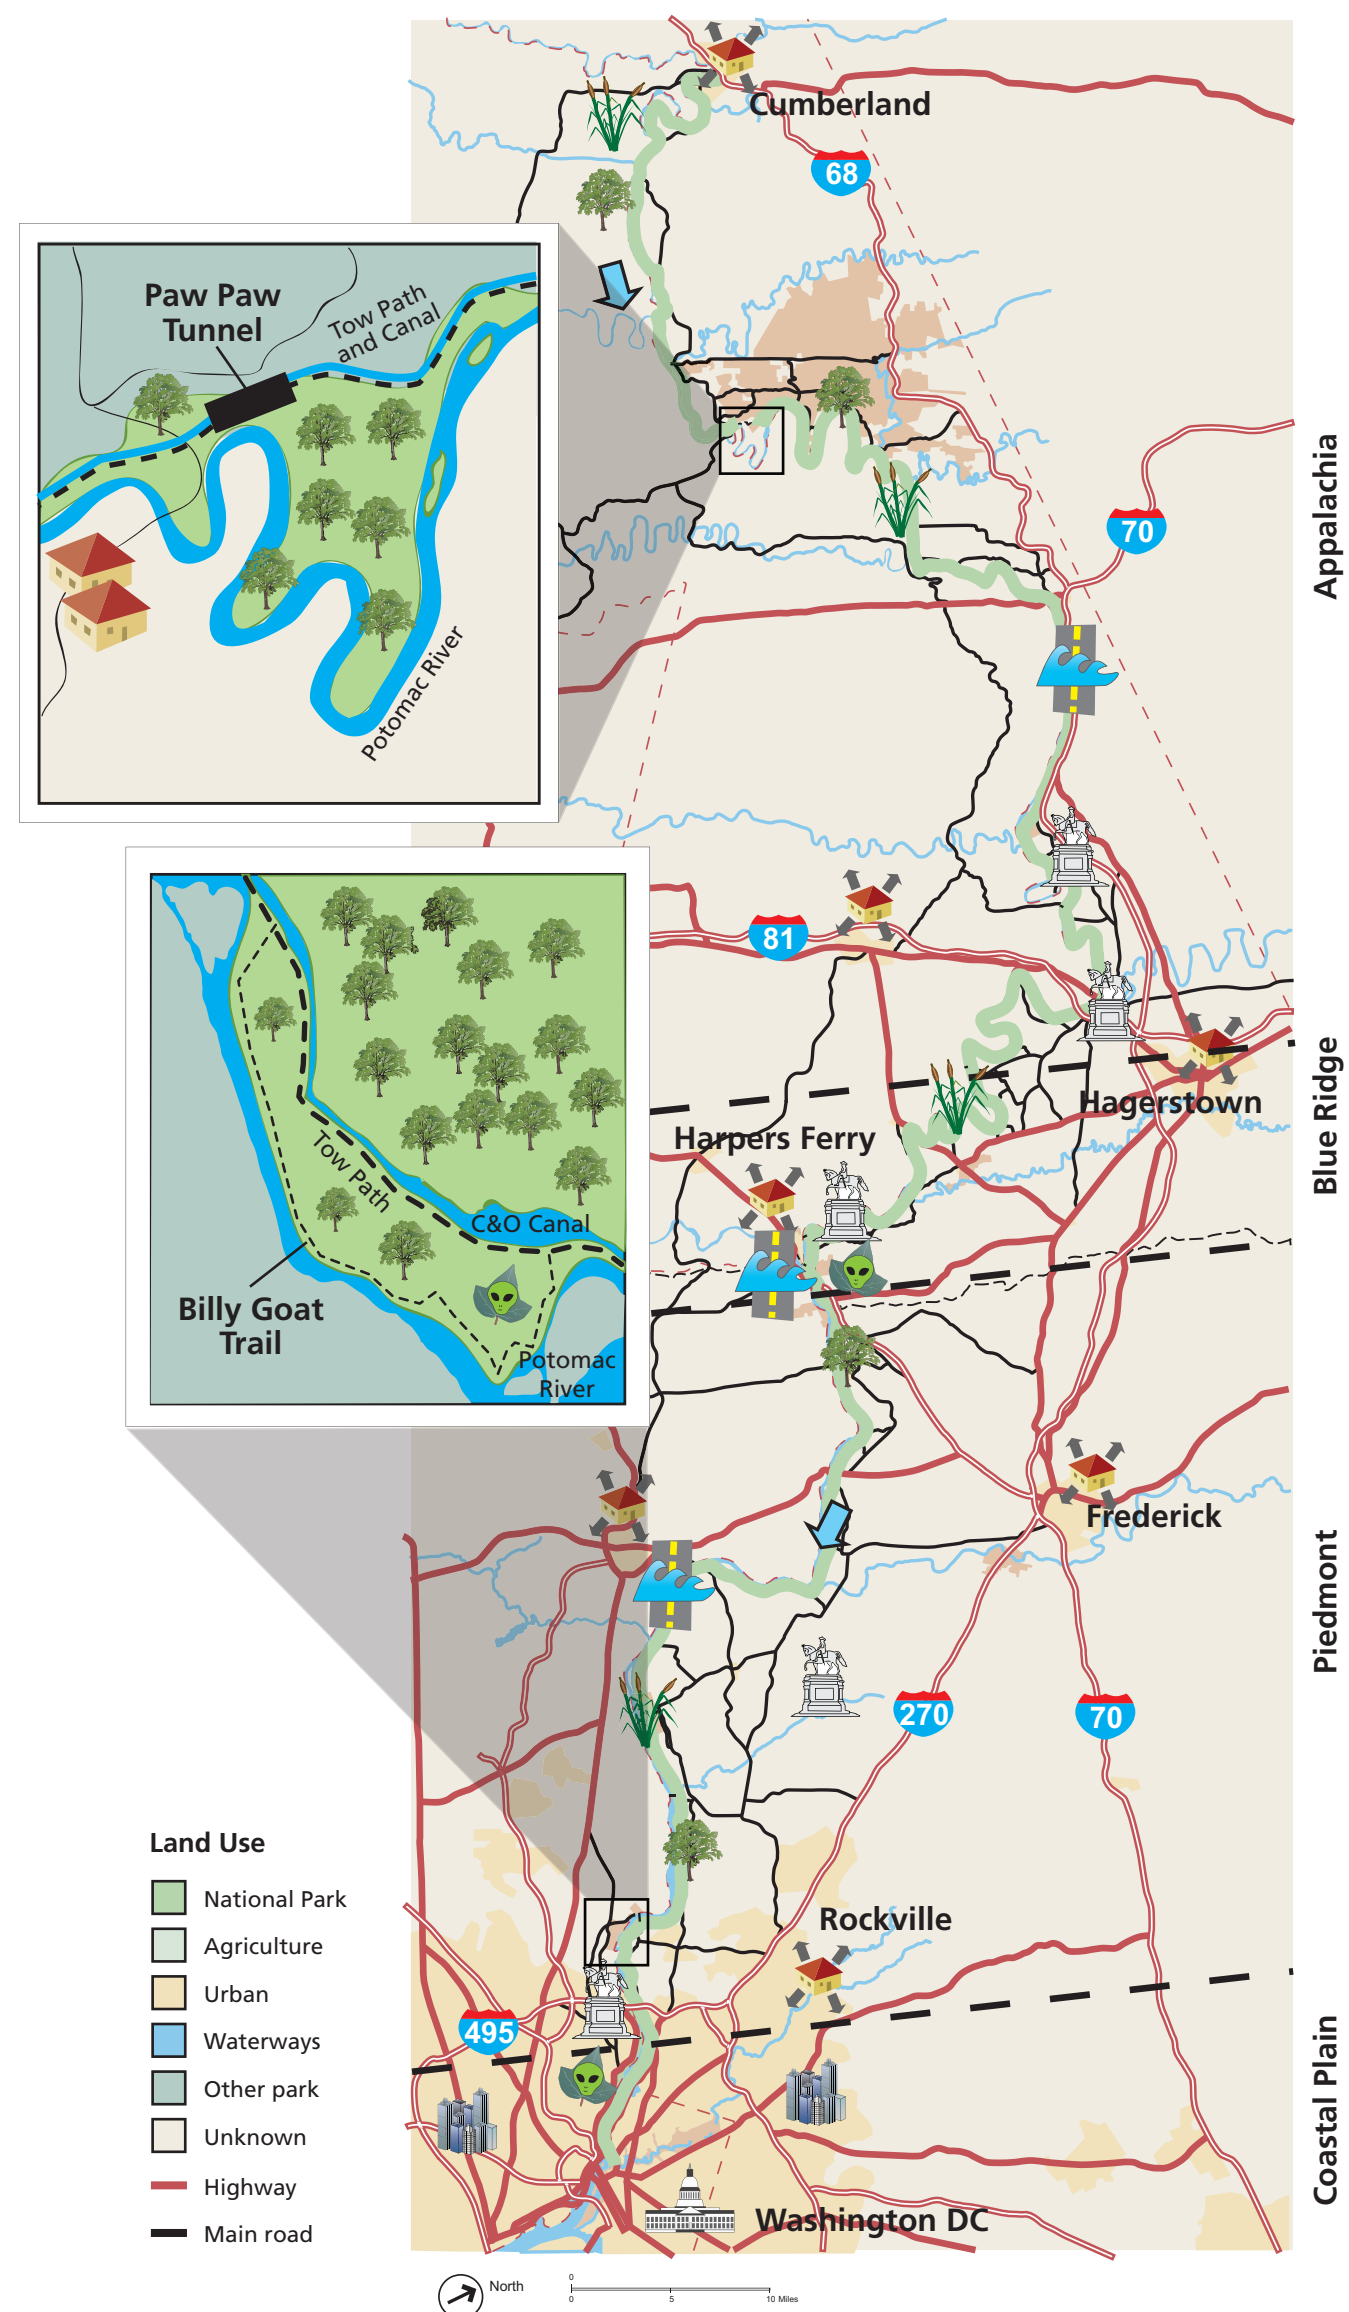 Cumberland
68
Paw Paw
Tunnel
Tow Path
and Canal
Potomac River
Appalachia
70
81
Hagerstown
Harpers Ferry
Blue Ridge
Tow Path
C&O Canal
Billy Goat
Trail
Potomac
River
Frederick
Piedmont
270
70
Land Use
National Park
Agriculture
Urban
Waterways
Other park
Unknown
Highway
Main road
Rockville
495
Coastal Plain
Washington DC
North
0
0
5
10 Miles